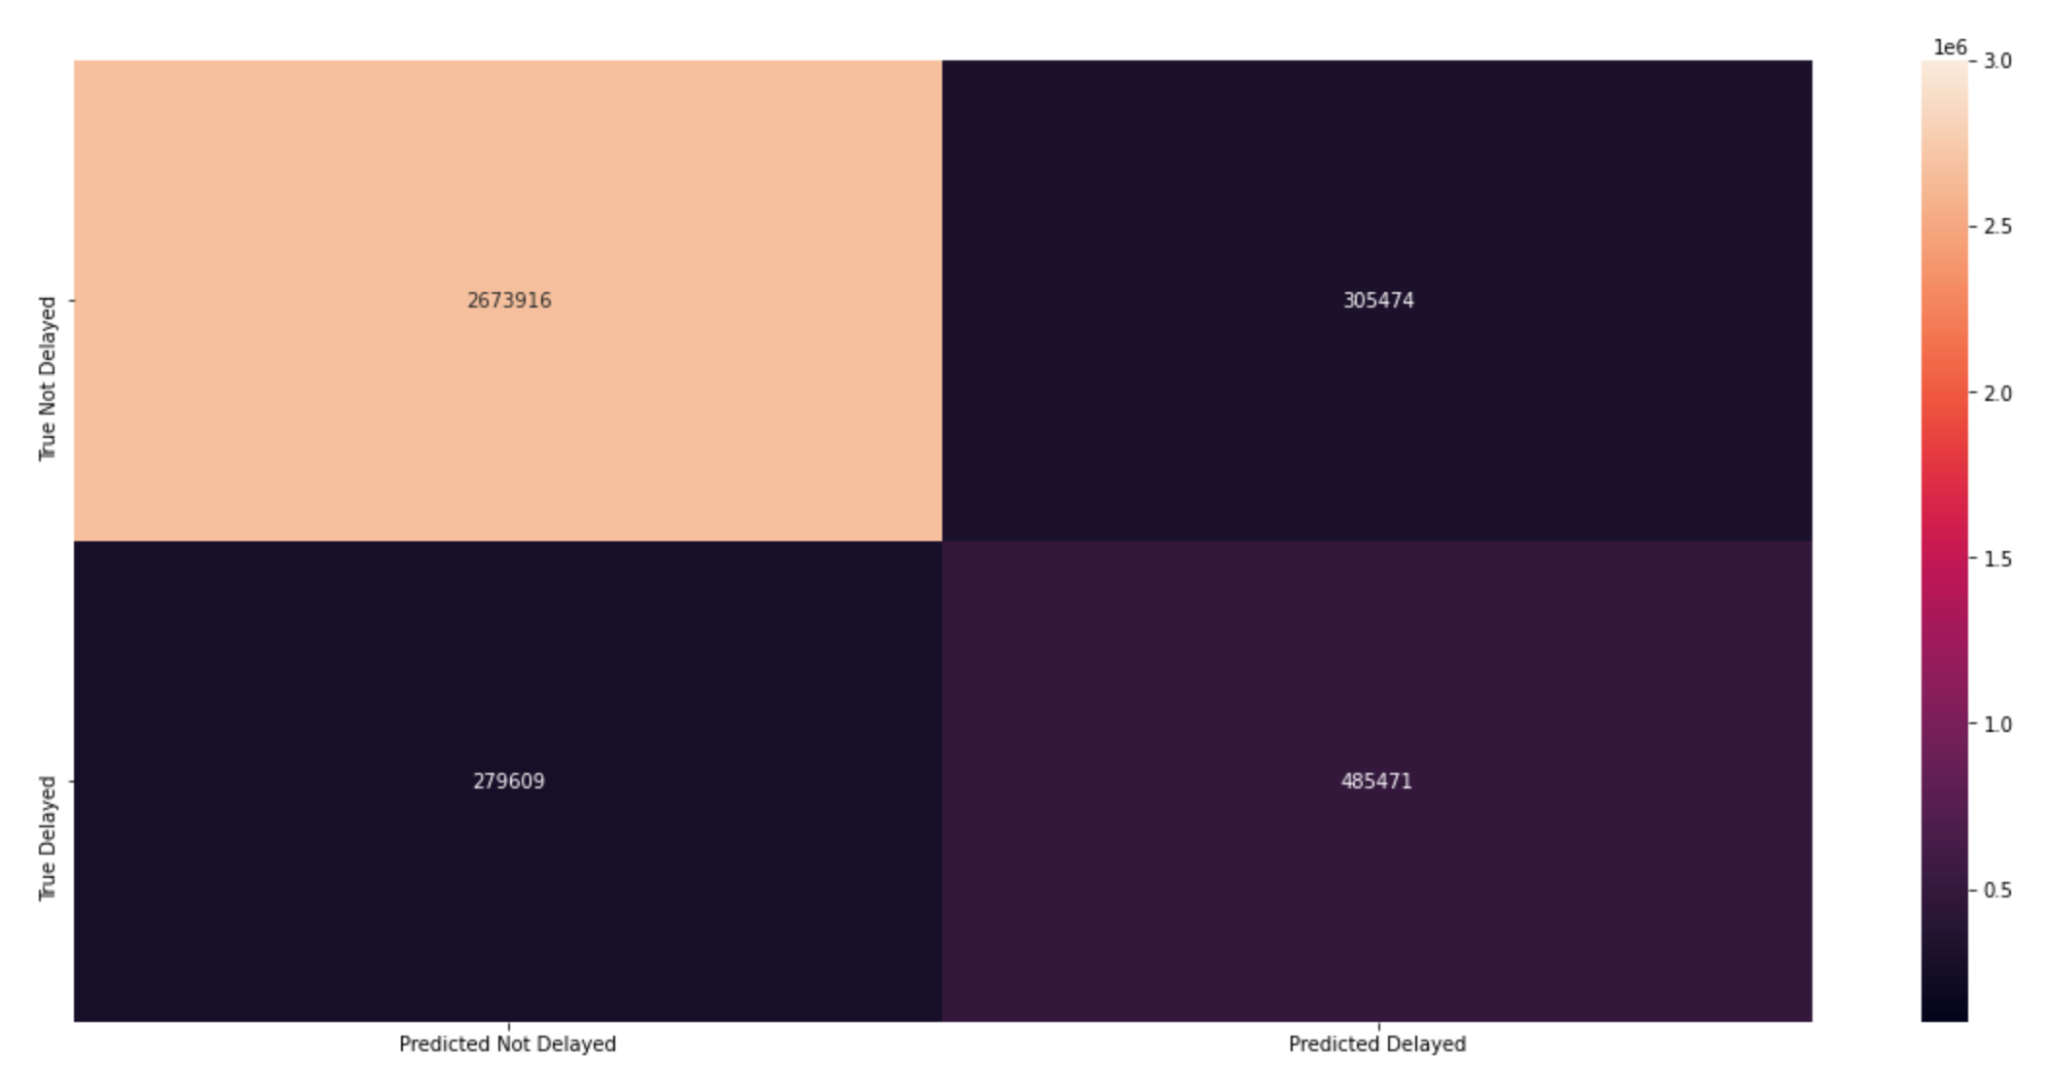 1e6
3.0
True Not Delayed
2673916
305474
2.5
2.0
1.5
True Delayed
279609
485471
1.0
0.5
Predicted Not Delayed
Predicted Delayed